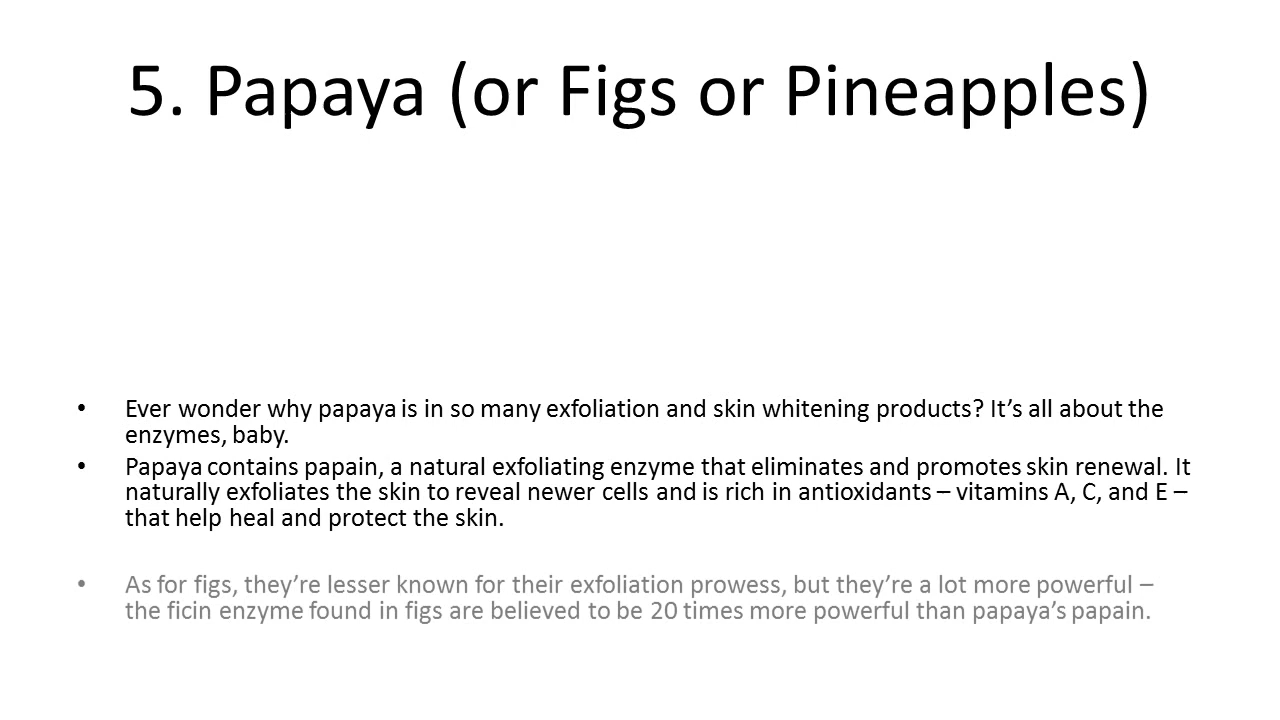 5. Papaya (or Figs or Pineapples)
• Ever wonder why papaya is in so many exfoliation and skin whitening products? It’s all about the
enzymes, baby.
• Papaya contains papain, a natural exfoliating enzyme that eliminates and promotes skin renewal. It
naturally exfoliates the skin to reveal newer cells and is rich in antioxidants – vitamins A, C, and E –
that help heal and protect the skin.
• As for figs, they’re lesser known for their exfoliation prowess, but they’re a lot more powerful –
the ficin enzyme found in figs are believed to be 20 times more powerful than papaya’s papain.